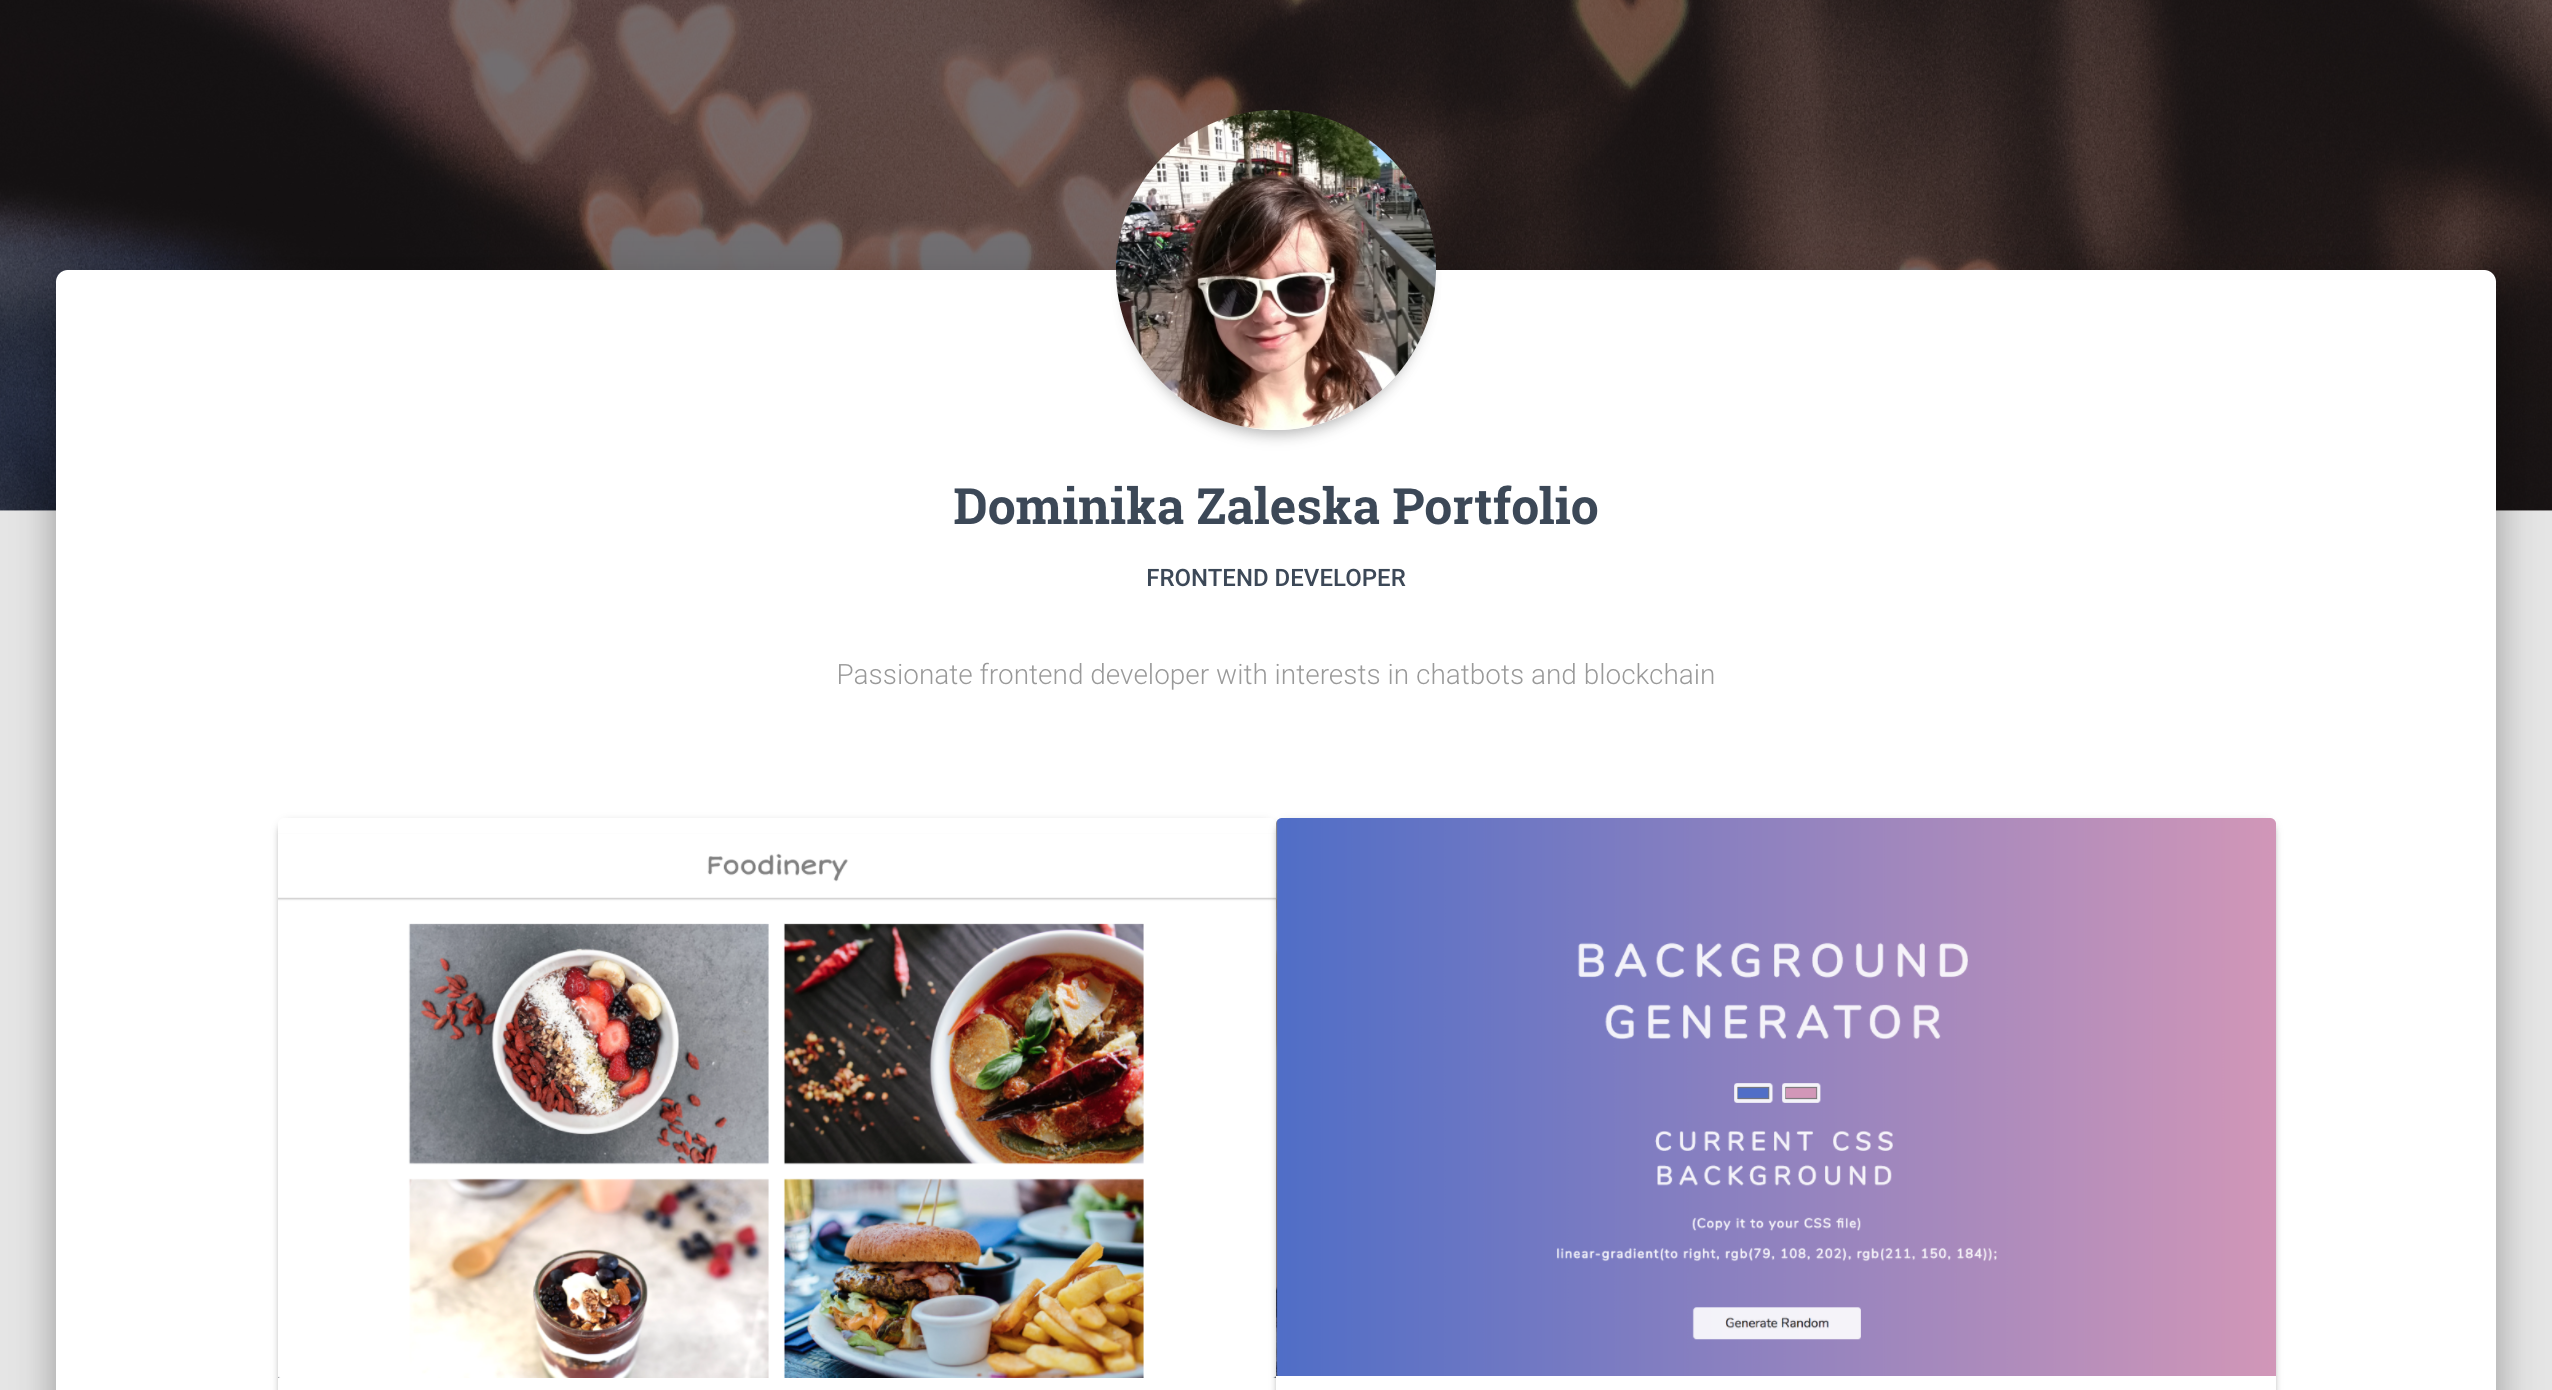 Dominika Zaleska Portfolio
FRONTEND DEVELOPER
Passionate frontend developer with interests in chatbots and blockchain
Foodinery
BACKGROUND
GENERATOR
CURRENT CSS
BACKGROUND
(Copy it to your CSS file)
linear-gradient(to right, rgb(79, 108, 202), rgb(211, 150, 184));
Generate Random